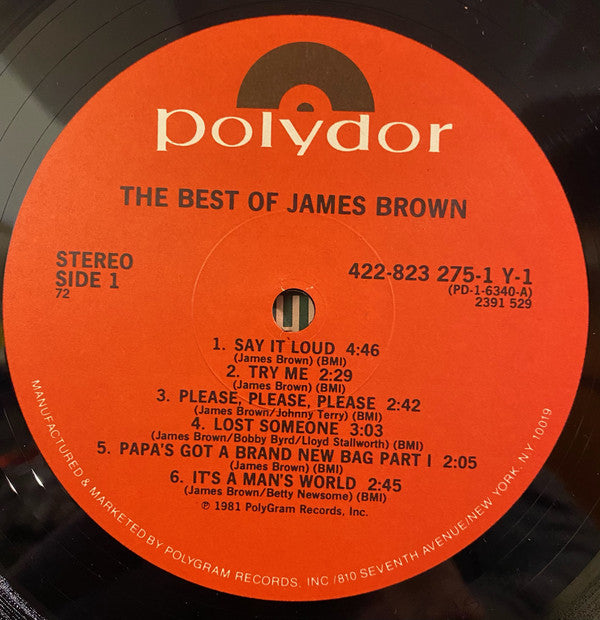 polydor
THE BEST OF JAMES BROWN
STEREO
SIDE 1
72
422-823 275-1 Y-1
(PD-1-6340-A)
2391 529
1. SAY IT LOUD 4:46
(James Brown) (BMI)
2. TRY ME 2:29
(James Brown) (BMI)
3. PLEASE, PLEASE, PLEASE 2:42
(James Brown/Johnny Terry) (BMI)
4. LOST SOMEONE 3:03
(James Brown/Bobby Byrd/Lloyd Stallworth) (BMI)
5. PAPA'S GOT A BRAND NEW BAG PART I 2:05
(James Brown) (BMI)
6. IT'S A MAN'S WORLD 2:45
(James Brown/Betty Newsome) (BMI)
℗ 1981 PolyGram Records, Inc.
MANUFACTURED & MARKETED BY POLYGRAM RECORDS, INC./810 SEVENTH AVENUE/NEW YORK, NY 10019